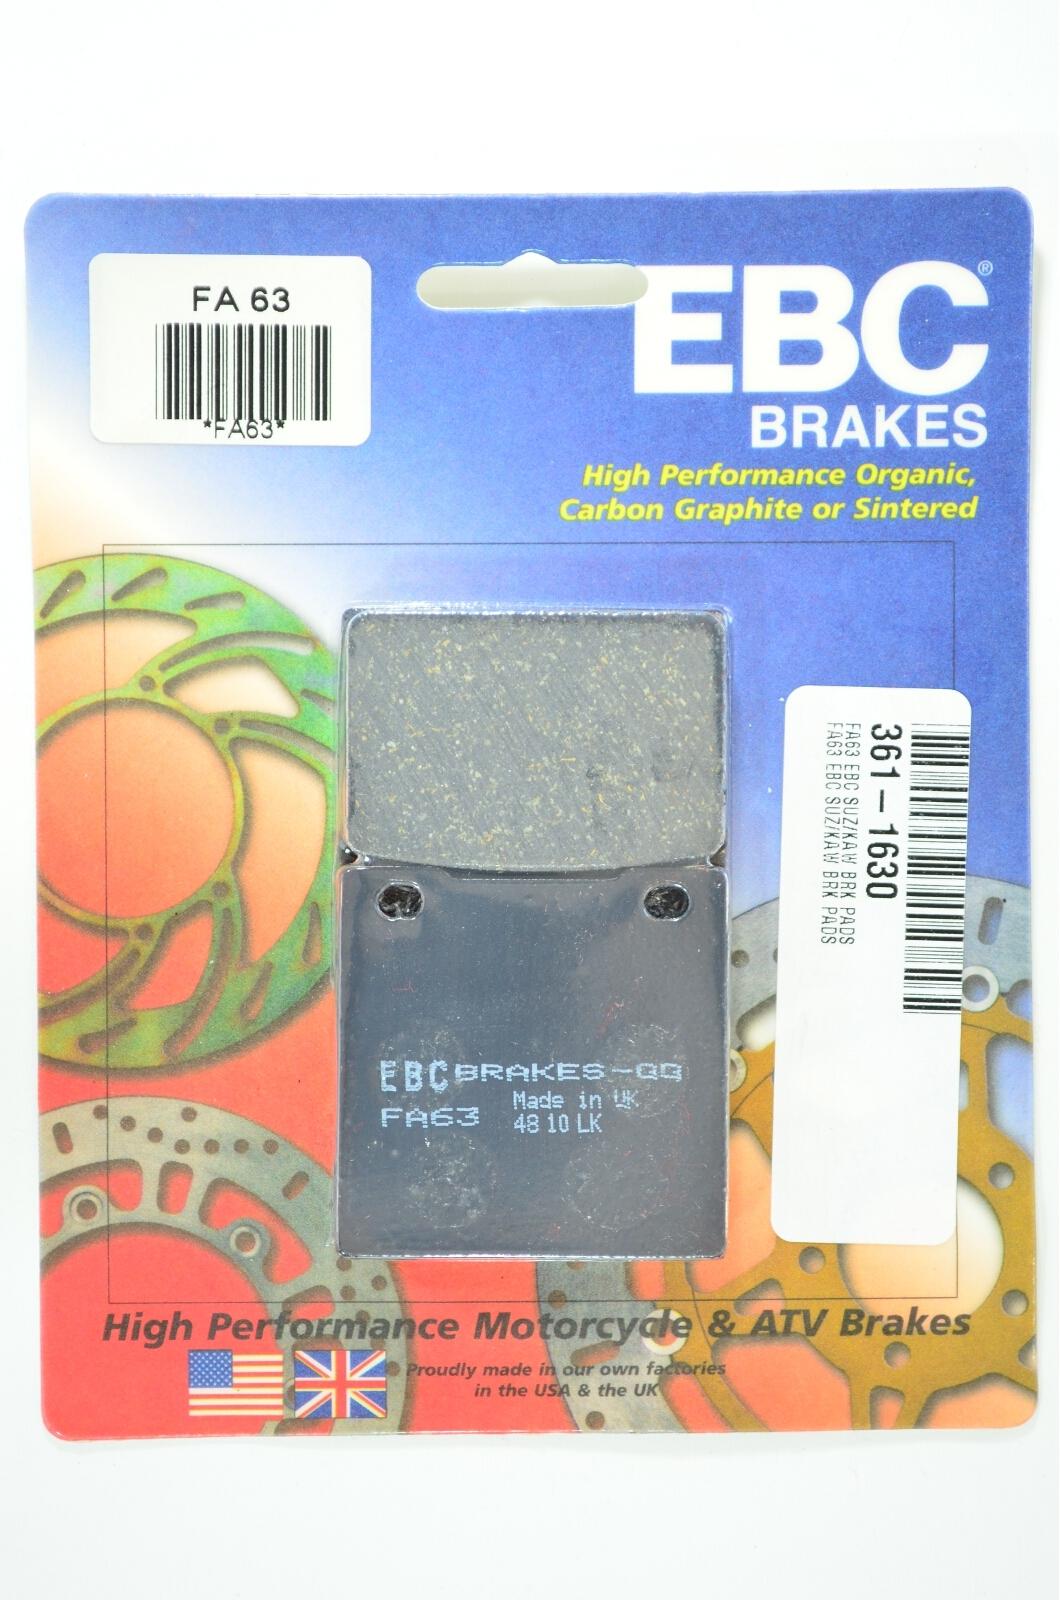 FA 63
*FA63*
EBC®
BRAKES
High Performance Organic,
Carbon Graphite or Sintered
361-1630
FA63 EBC SUZ/KAW BRK PADS
FA63 EBC SUZ/KAW BRK PADS
EBC BRAKES-GG
FA63
Made in UK
48 10 LK
High Performance Motorcycle & ATV Brakes
Proudly made in our own factories
in the USA & the UK